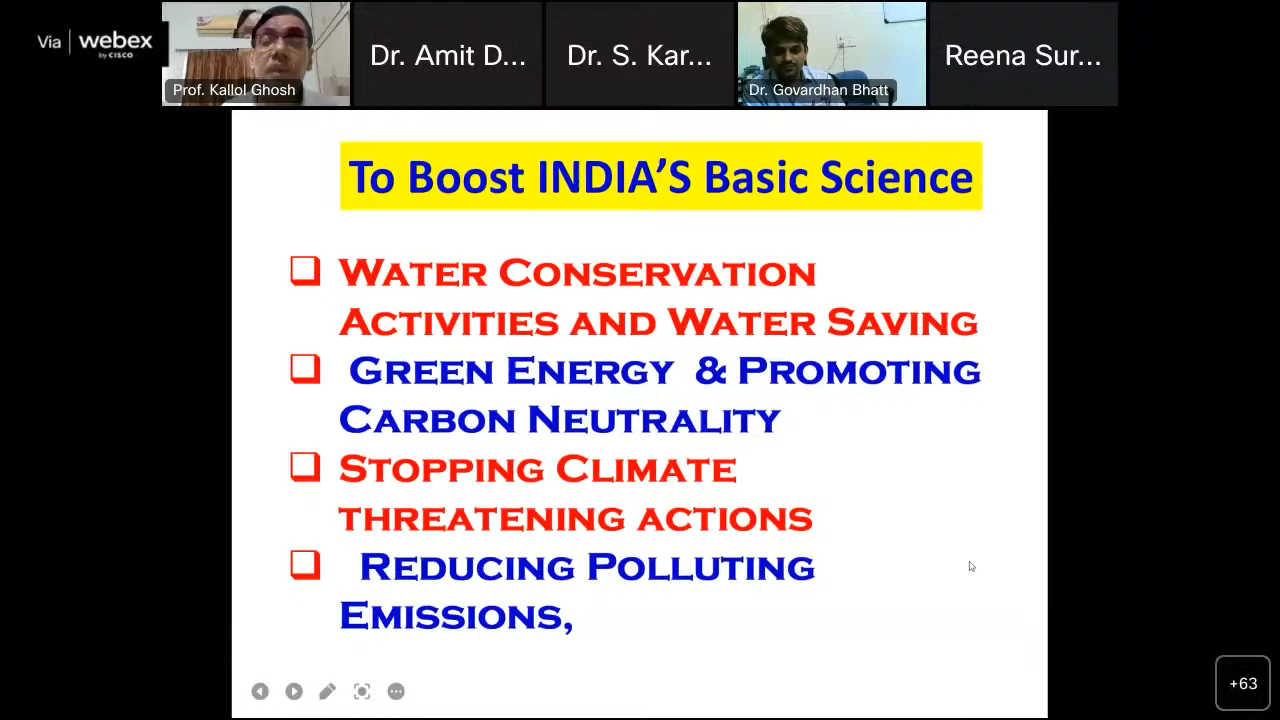 Via webex
by CISCO
Prof. Kallol Ghosh
Dr. Amit D...
Dr. S. Kar...
Dr. Govardhan Bhatt
Reena Sur...
To Boost INDIA’S Basic Science
❑ Water Conservation
Activities and Water Saving
❑ Green Energy & Promoting
Carbon Neutrality
❑ Stopping Climate
threatening actions
❑ Reducing Polluting
Emissions,
+63